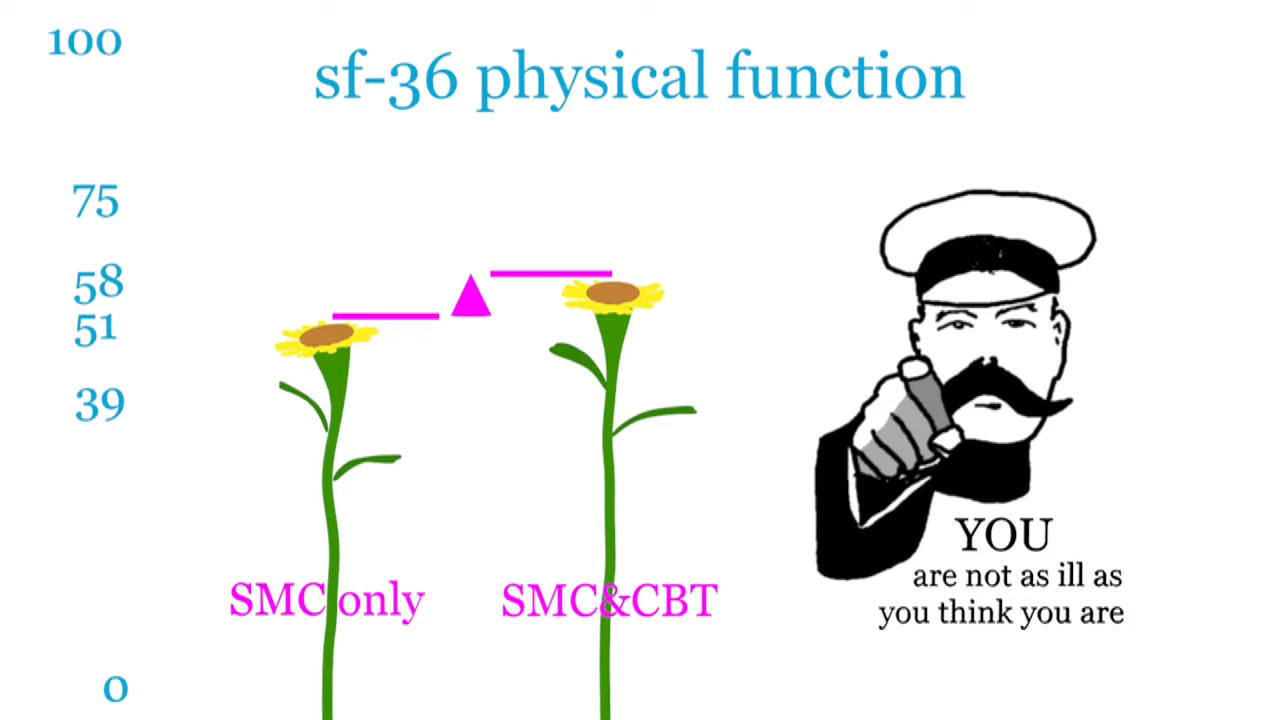 100
sf-36 physical function
75
58
51
39
SMC only
SMC&CBT
YOU
are not as ill as
you think you are
0